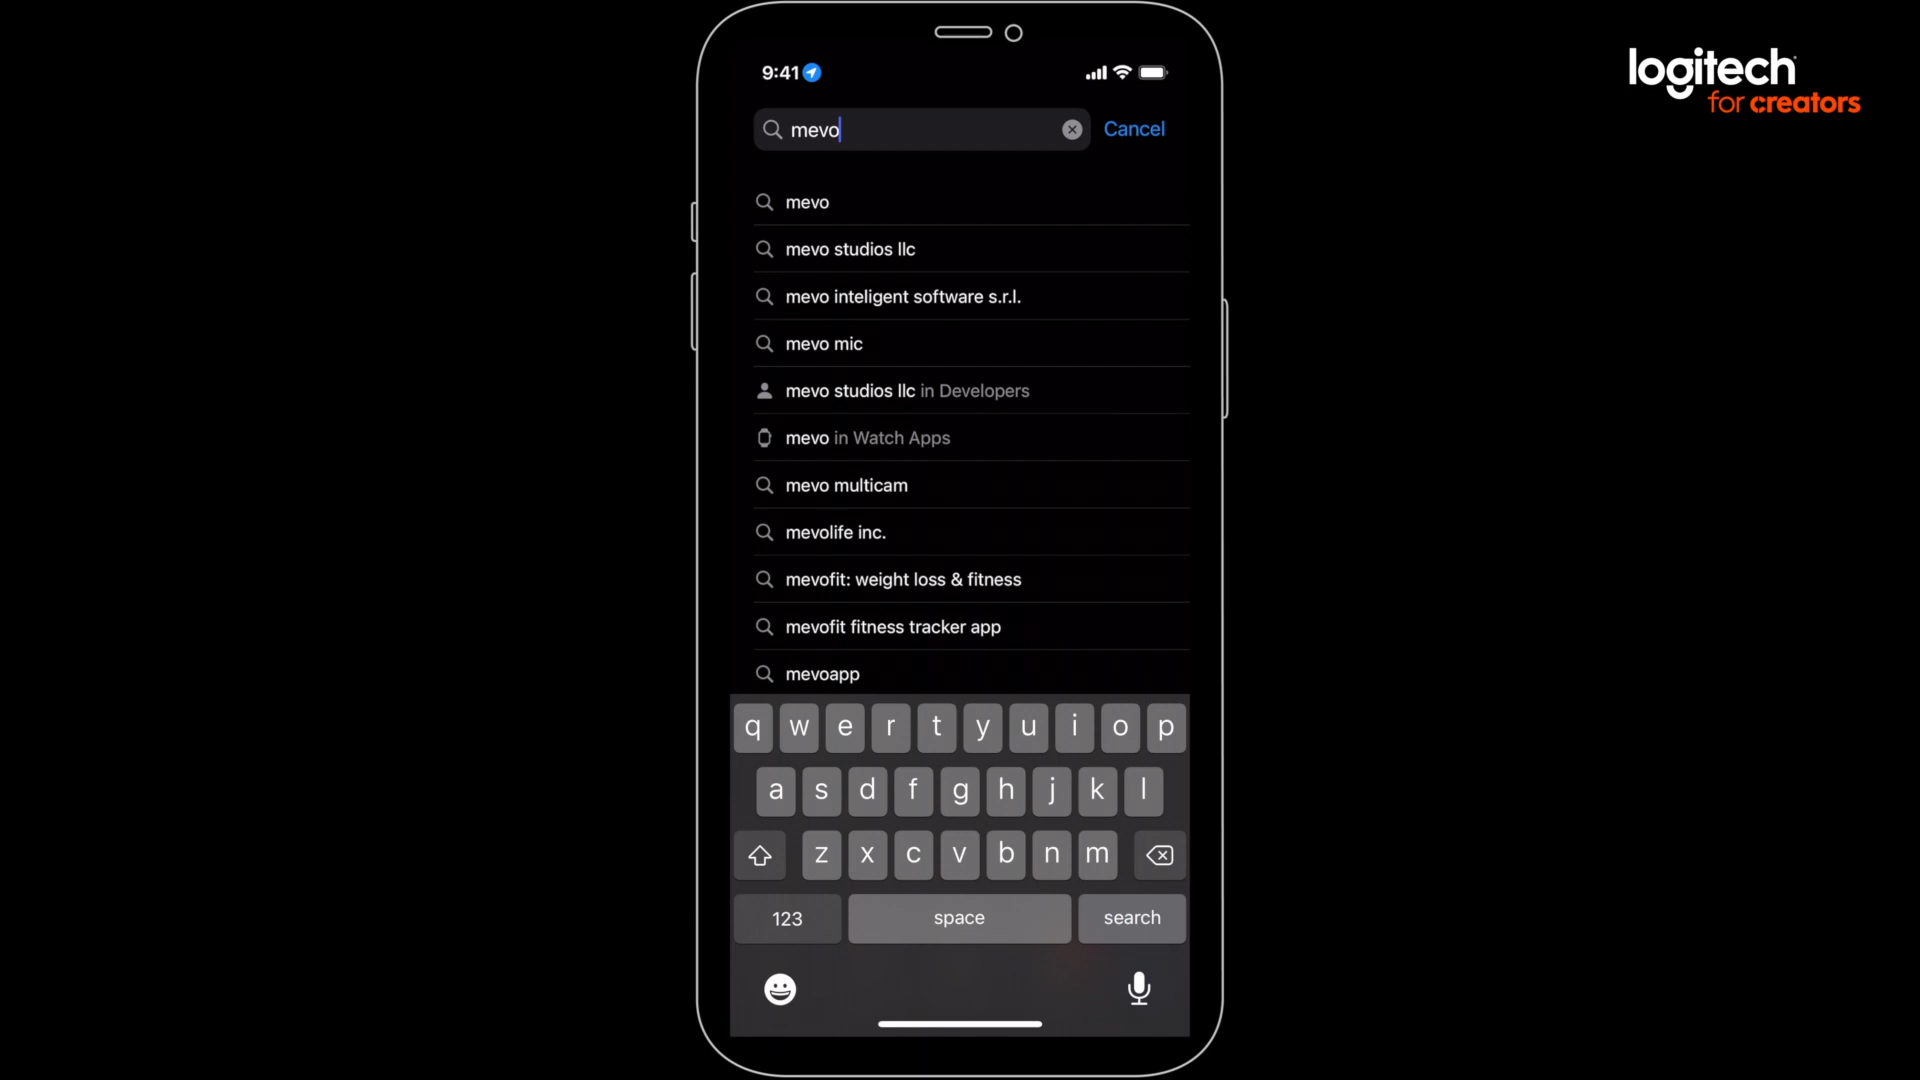 logitech
for creators
9:41
mevo
Cancel
mevo
mevo studios llc
mevo inteligent software s.r.l.
mevo mic
mevo studios llc in Developers
mevo in Watch Apps
mevo multicam
mevolife inc.
mevofit: weight loss & fitness
mevofit fitness tracker app
mevoapp
q w e r t y u i o p
a s d f g h j k l
z x c v b n m
123 space search